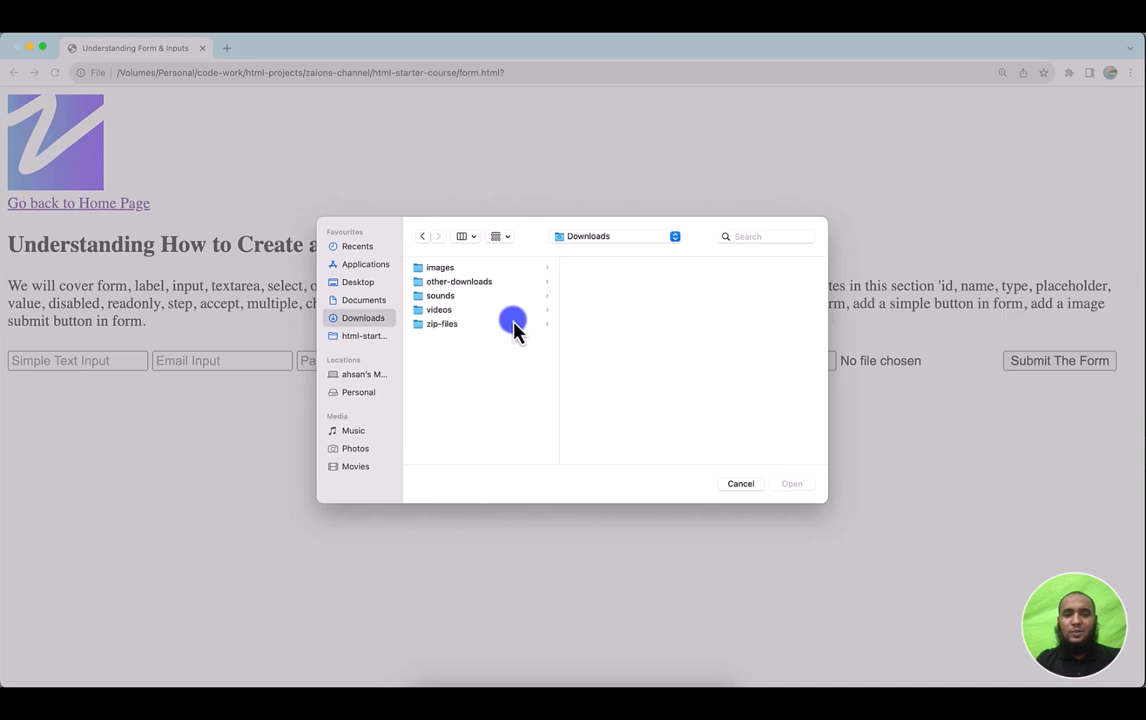 Understanding Form & Inputs
File /Volumes/Personal/code-work/html-projects/zaions-channel/html-starter-course/form.html?
Go back to Home Page
Understanding How to Create a
We will cover form, label, input, textarea, select, o
tes in this section 'id, name, type, placeholder,
value, disabled, readonly, step, accept, multiple, ch
rm, add a simple button in form, add a image
submit button in form.
Simple Text Input
Email Input
Pa
No file chosen
Submit The Form
Favourites
Recents
Applications
Desktop
Documents
Downloads
html-start...
Locations
ahsan's M...
Personal
Media
Music
Photos
Movies
Downloads
Search
images
other-downloads
sounds
videos
zip-files
Cancel
Open